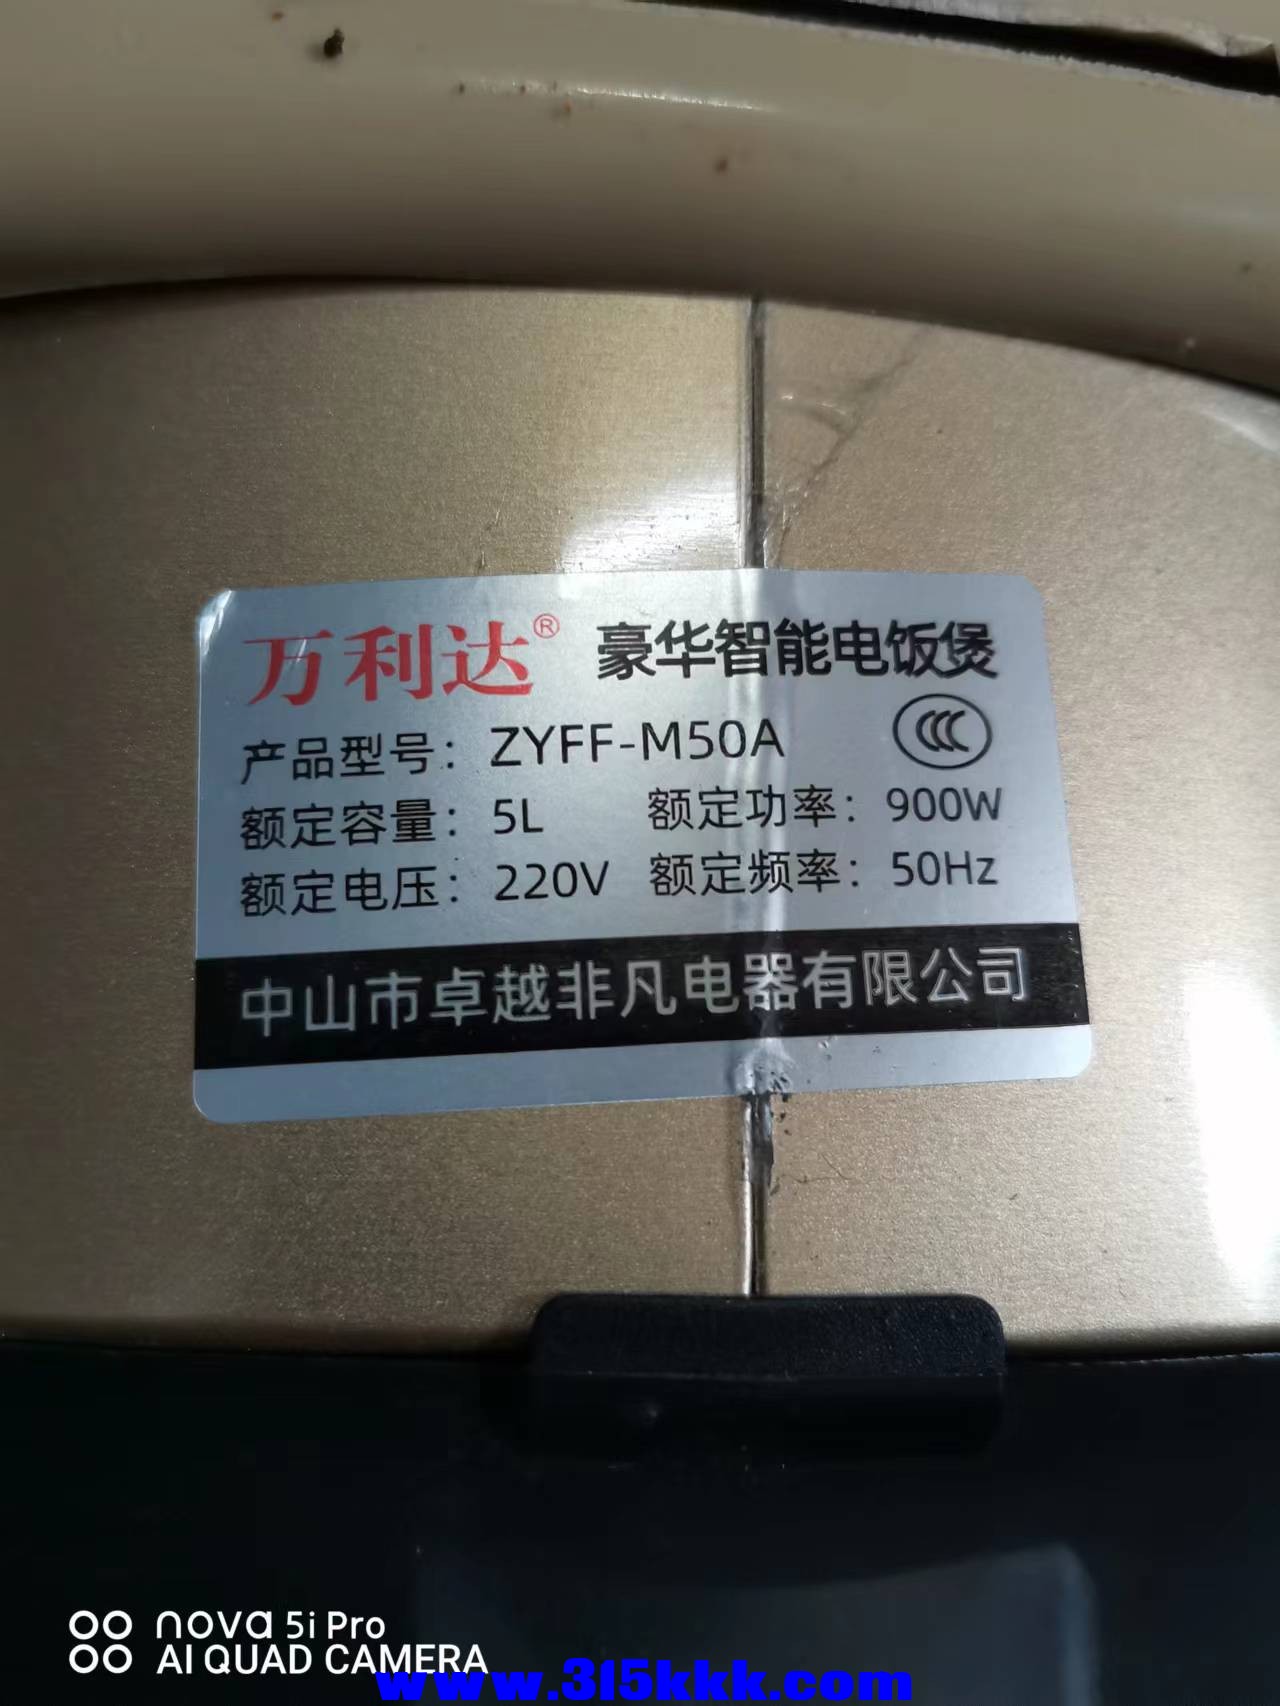 万利达® 豪华智能电饭煲
产品型号：ZYFF-M50A
额定容量：5L 额定功率：900W
额定电压：220V 额定频率：50Hz
中山市卓越非凡电器有限公司
nova 5i Pro
AI QUAD CAMERA
www.315kkk.com